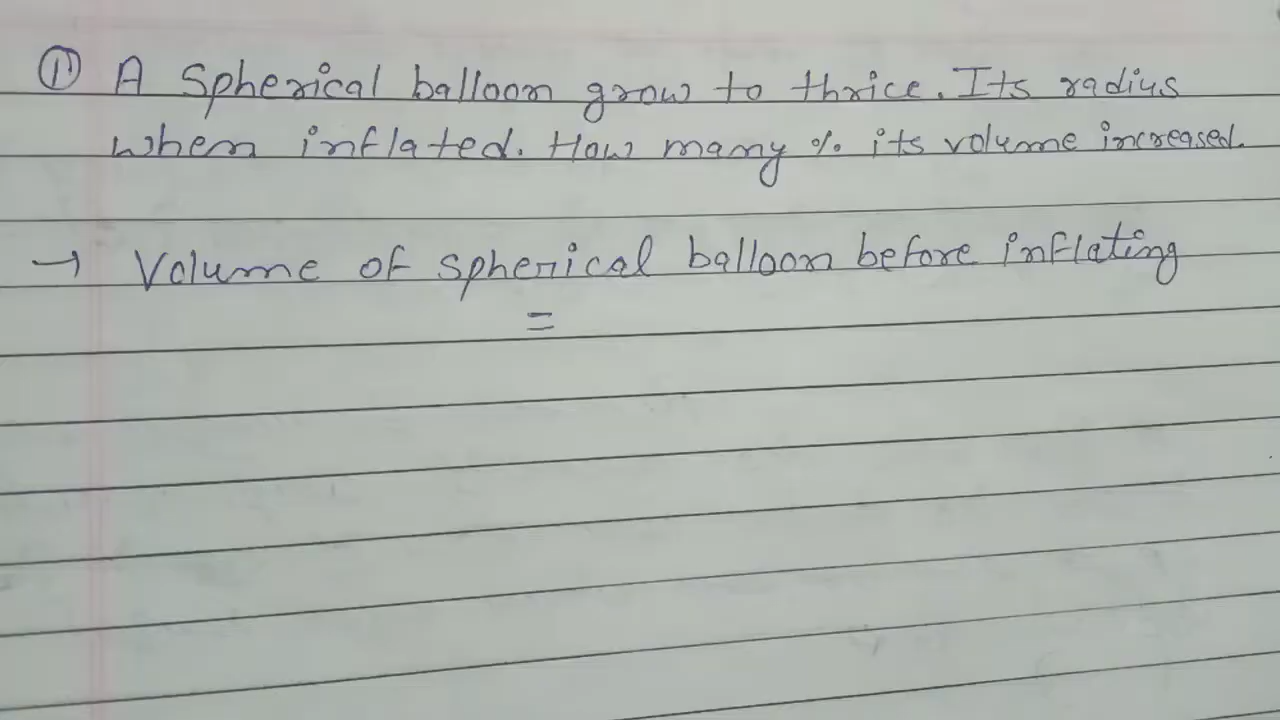 ① A Spherical balloon grow to thrice. Its radius
when inflated. How many % its volume increased.
→ Volume of spherical balloon before inflating
=